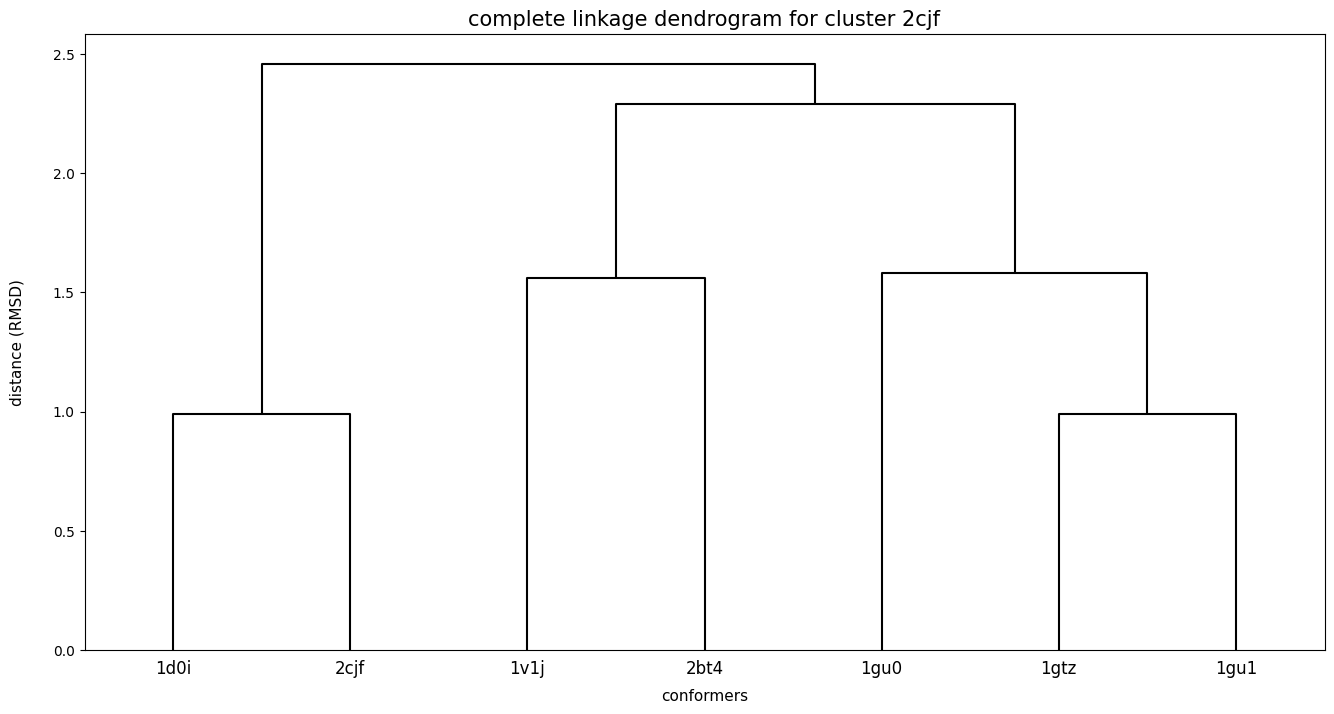 complete linkage dendrogram for cluster 2cjf
2.5
2.0
1.5
1.0
0.5
0.0
distance (RMSD)
1d0i 2cjf 1v1j 2bt4 1gu0 1gtz 1gu1
conformers